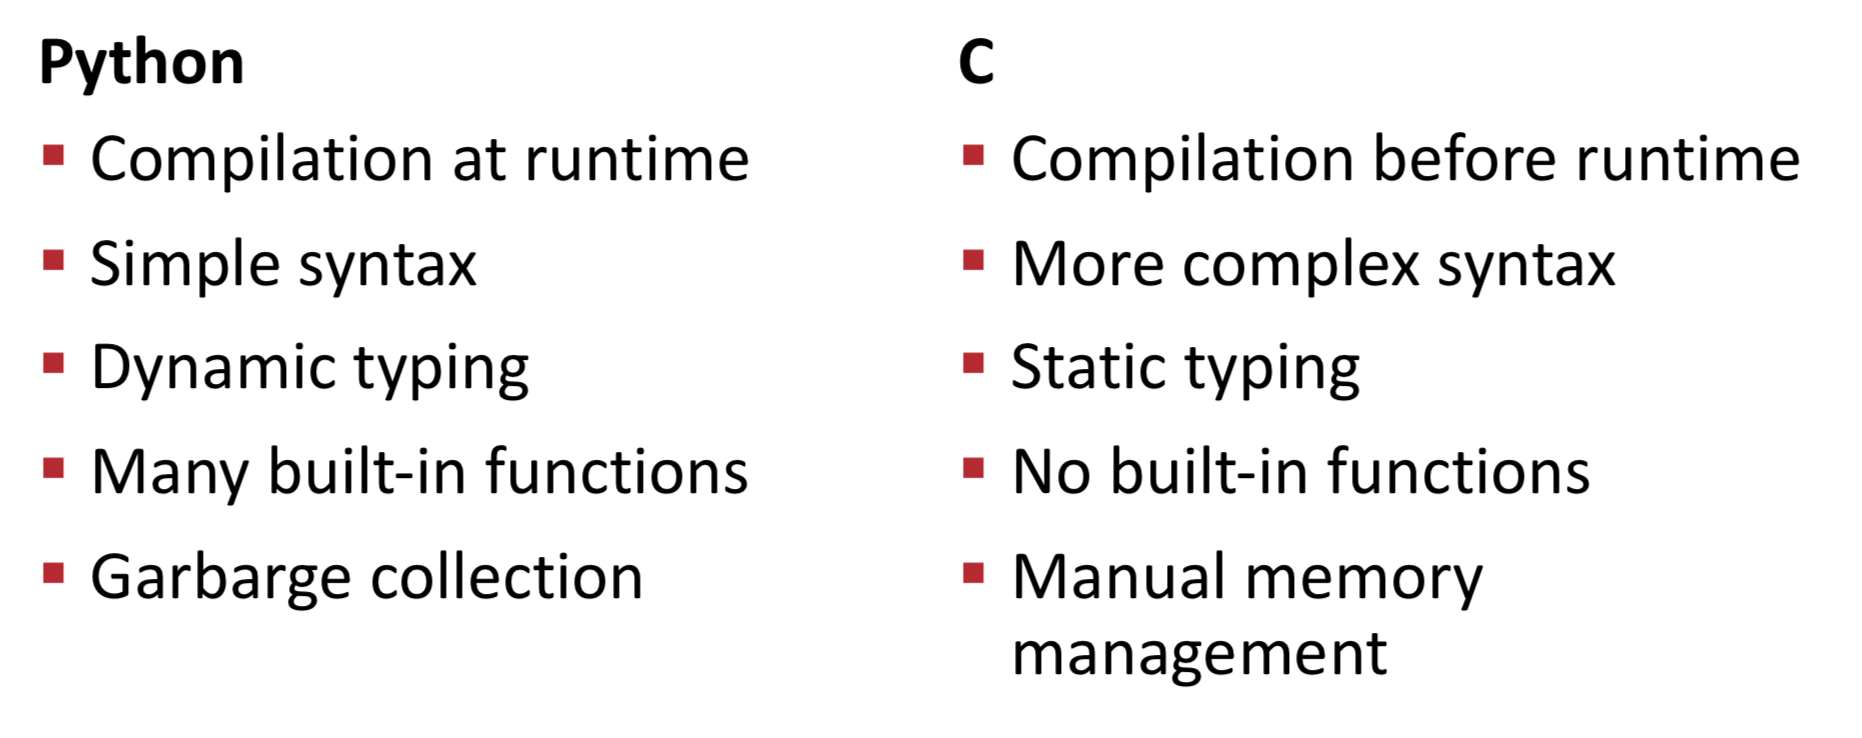 Python
▪ Compilation at runtime
▪ Simple syntax
▪ Dynamic typing
▪ Many built-in functions
▪ Garbarge collection
C
▪ Compilation before runtime
▪ More complex syntax
▪ Static typing
▪ No built-in functions
▪ Manual memory
management